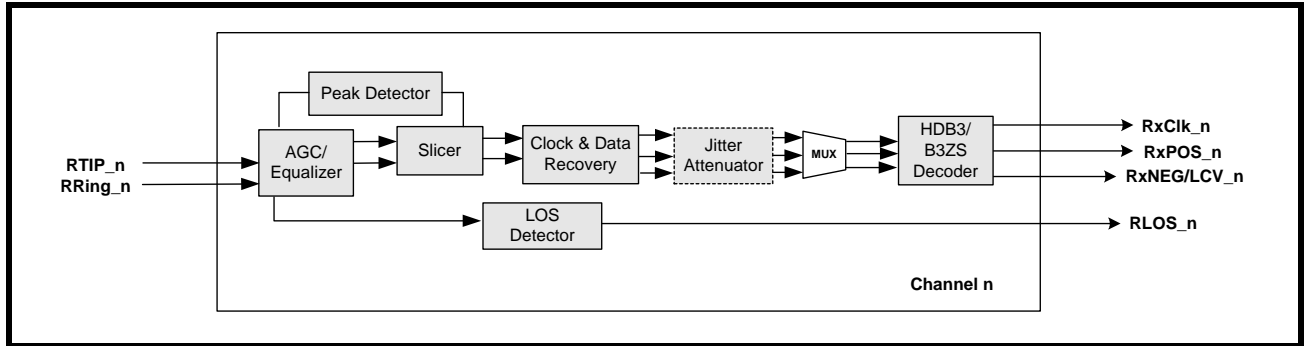 Peak Detector
AGC/
Equalizer
Slicer
Clock & Data
Recovery
Jitter
Attenuator
MUX
HDB3/
B3ZS
Decoder
LOS
Detector
RTIP_n
RRing_n
RxClk_n
RxPOS_n
RxNEG/LCV_n
RLOS_n
Channel n